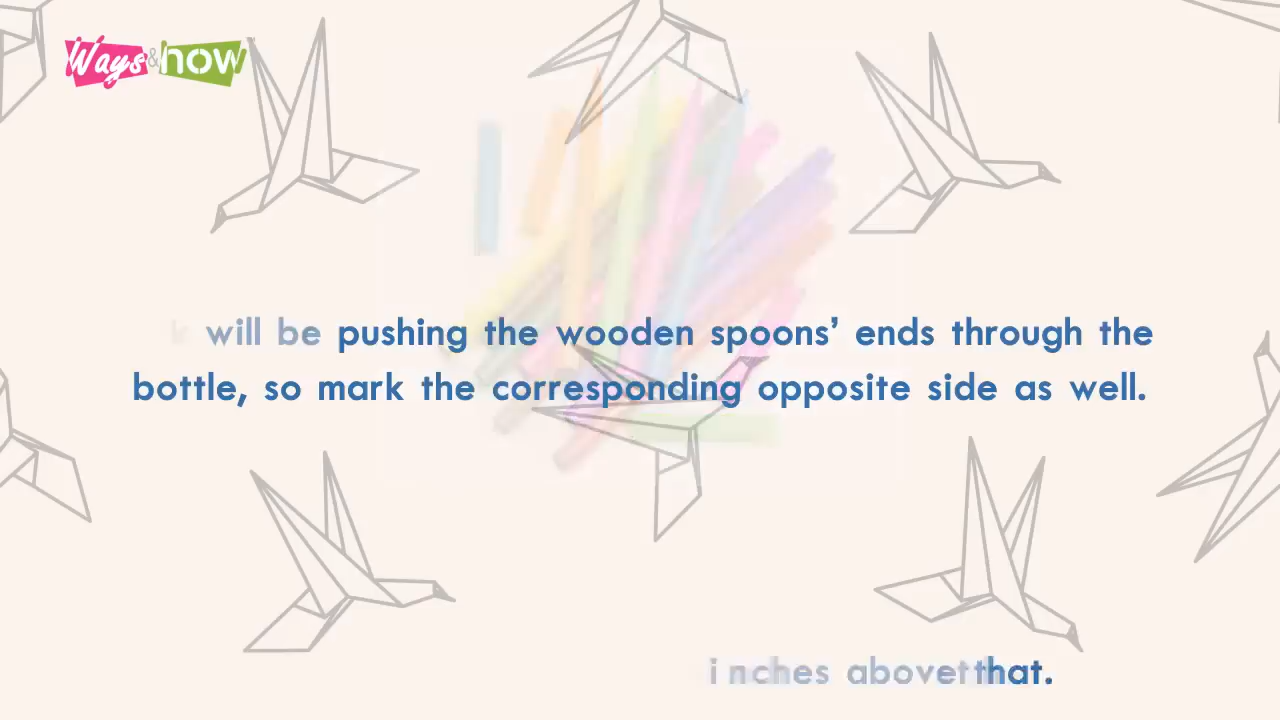 Ways & how
will be pushing the wooden spoons’ ends through the
bottle, so mark the corresponding opposite side as well.
inches above that.